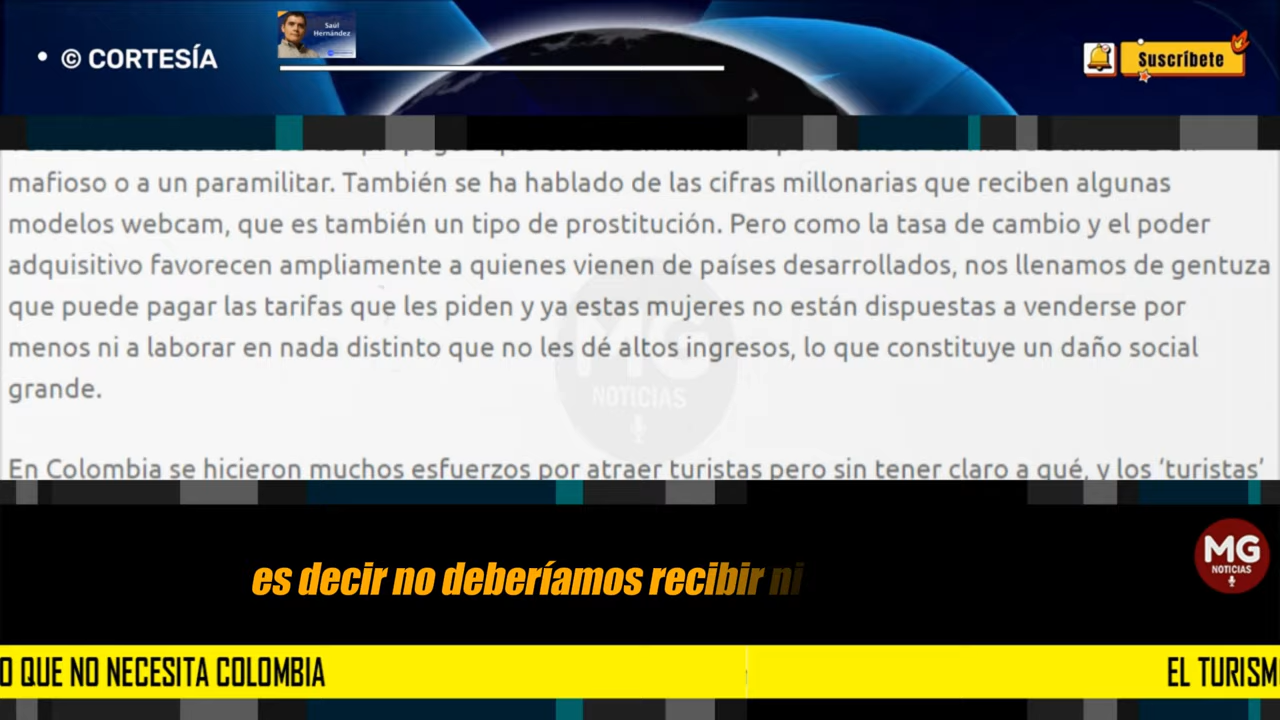 • © CORTESÍA
Saúl
Hernández
Suscríbete
mafioso o a un paramilitar. También se ha hablado de las cifras millonarias que reciben algunas
modelos webcam, que es también un tipo de prostitución. Pero como la tasa de cambio y el poder
adquisitivo favorecen ampliamente a quienes vienen de países desarrollados, nos llenamos de gentuza
que puede pagar las tarifas que les piden y ya estas mujeres no están dispuestas a venderse por
menos ni a laborar en nada distinto que no les dé altos ingresos, lo que constituye un daño social
grande.
MG
NOTICIAS
En Colombia se hicieron muchos esfuerzos por atraer turistas pero sin tener claro a qué, y los ‘turistas’
es decir no deberíamos recibir ni
MG
NOTICIAS
O QUE NO NECESITA COLOMBIA
EL TURISM